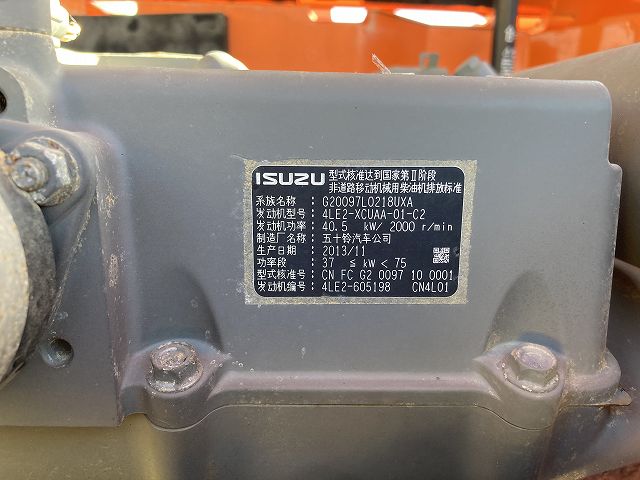 ISUZU 型式核准达到国家第Ⅱ阶段
非道路移动机械用柴油机排放标准
系族名称 : G20097L0218UXA
发动机型号 : 4LE2-XCUAA-01-C2
发动机功率 : 40.5 kW/ 2000 r/min
制造厂名称 : 五十铃汽车公司
生产日期 : 2013/11
功率段 : 37 ≦ kW < 75
型式核准号 : CN FC G2 0097 10 0001
发动机编号 : 4LE2-605198 CN4L01